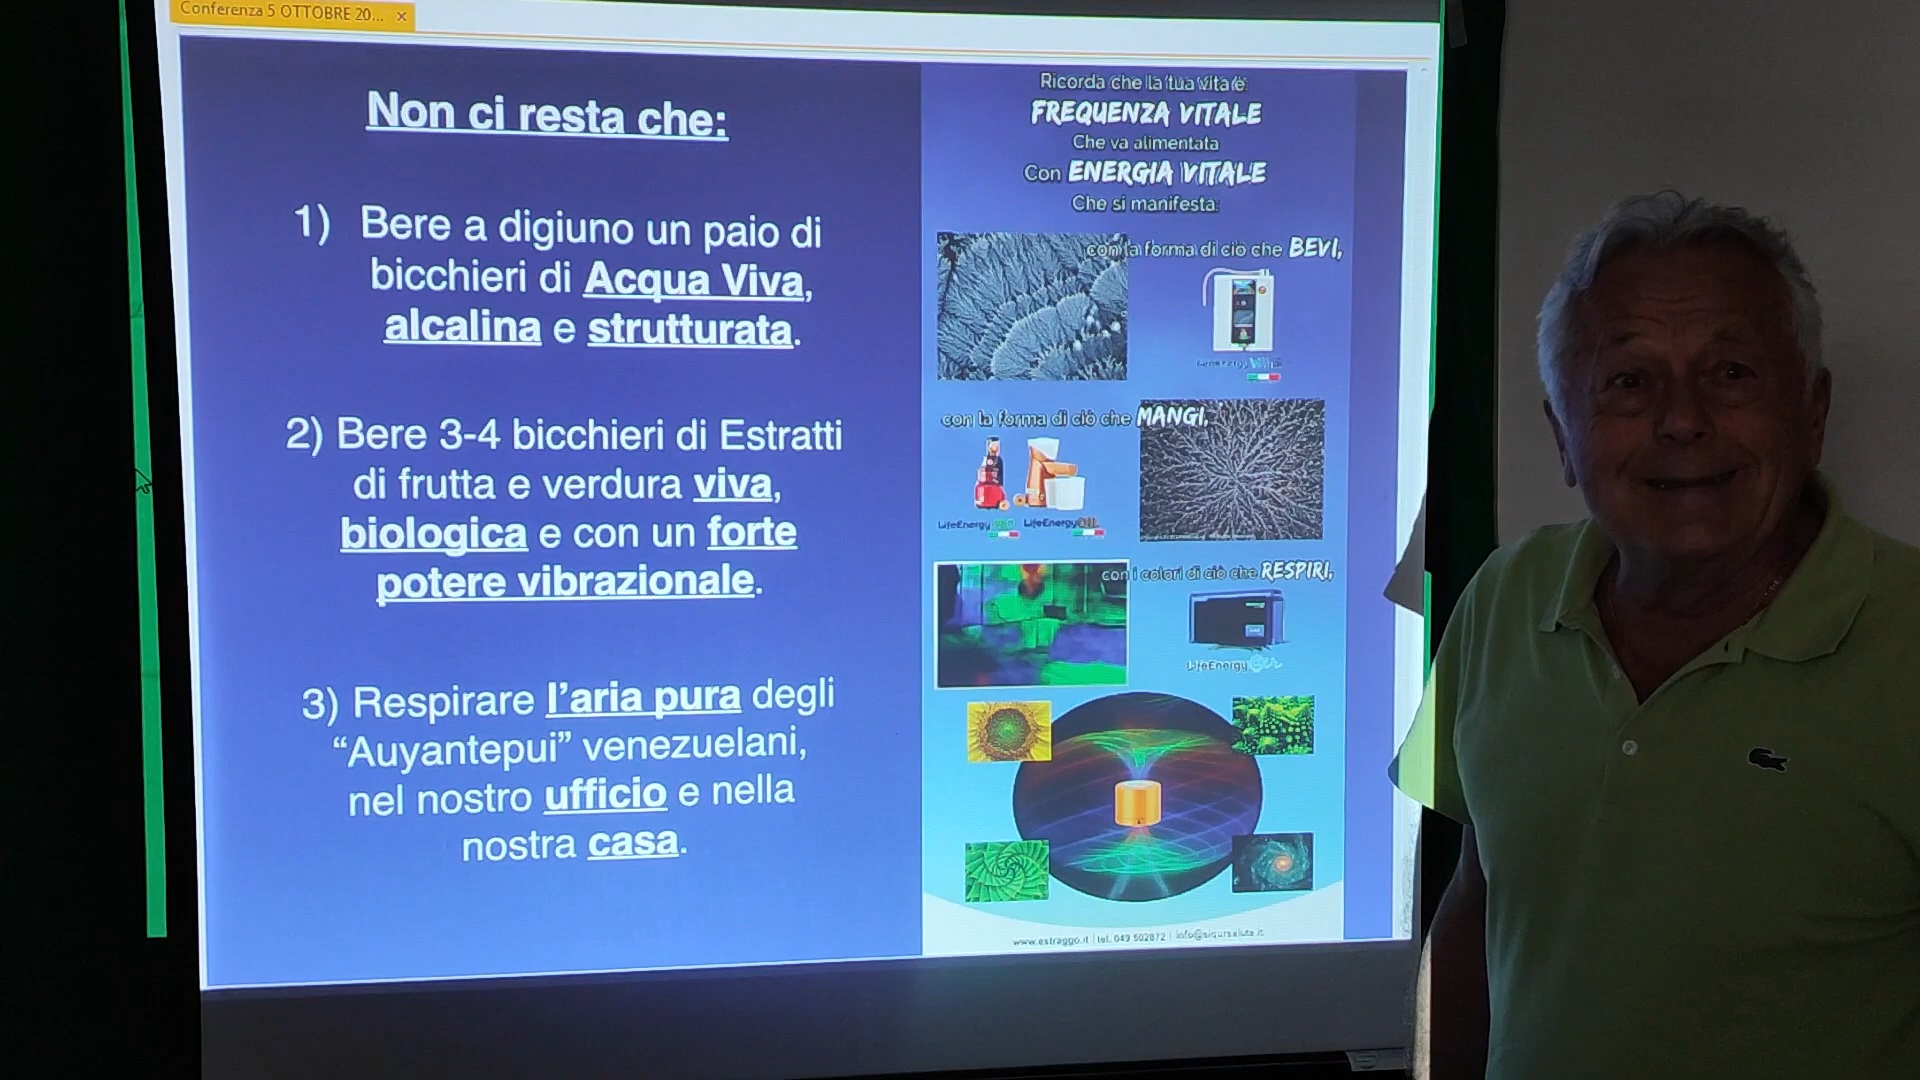 Conferenza 5 OTTOBRE 20...
Non ci resta che:
1) Bere a digiuno un paio di
bicchieri di Acqua Viva,
alcalina e strutturata.
2) Bere 3-4 bicchieri di Estratti
di frutta e verdura viva,
biologica e con un forte
potere vibrazionale.
3) Respirare l'aria pura degli
“Auyantepui” venezuelani,
nel nostro ufficio e nella
nostra casa.
Ricorda che la tua vita è
FREQUENZA VITALE
Che va alimentata
Con ENERGIA VITALE
Che si manifesta:
con la forma di ciò che BEVI,
con la forma di ciò che MANGI,
LifeEnergy LifeEnergy
con i colori di ciò che RESPIRI,
LifeEnergy
www.estraggo.it | tel. 049 502872 |